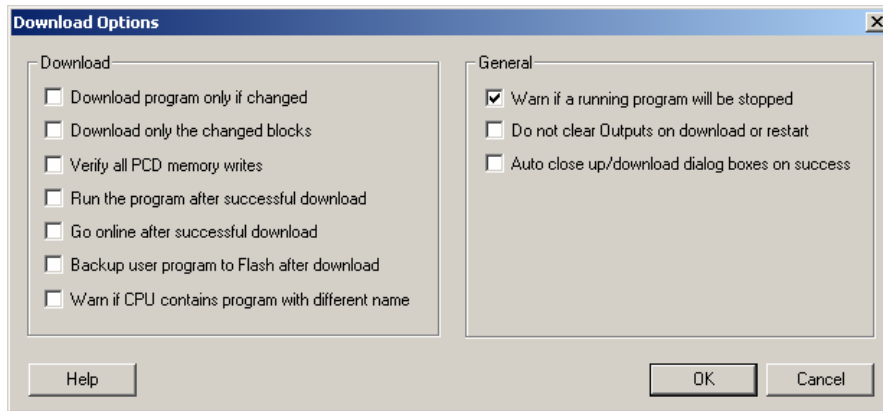 Download Options
Download
Download program only if changed
Download only the changed blocks
Verify all PCD memory writes
Run the program after successful download
Go online after successful download
Backup user program to Flash after download
Warn if CPU contains program with different name
General
Warn if a running program will be stopped
Do not clear Outputs on download or restart
Auto close up/download dialog boxes on success
Help
OK
Cancel